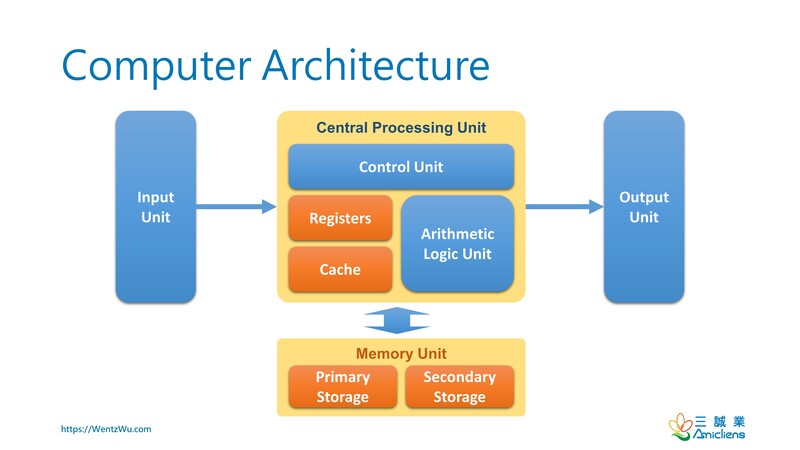 Computer Architecture
Central Processing Unit
Control Unit
Input
Unit
Registers
Arithmetic
Logic Unit
Cache
Output
Unit
Memory Unit
Primary
Storage
Secondary
Storage
https://WentzWu.com
三誠業
Amicliens